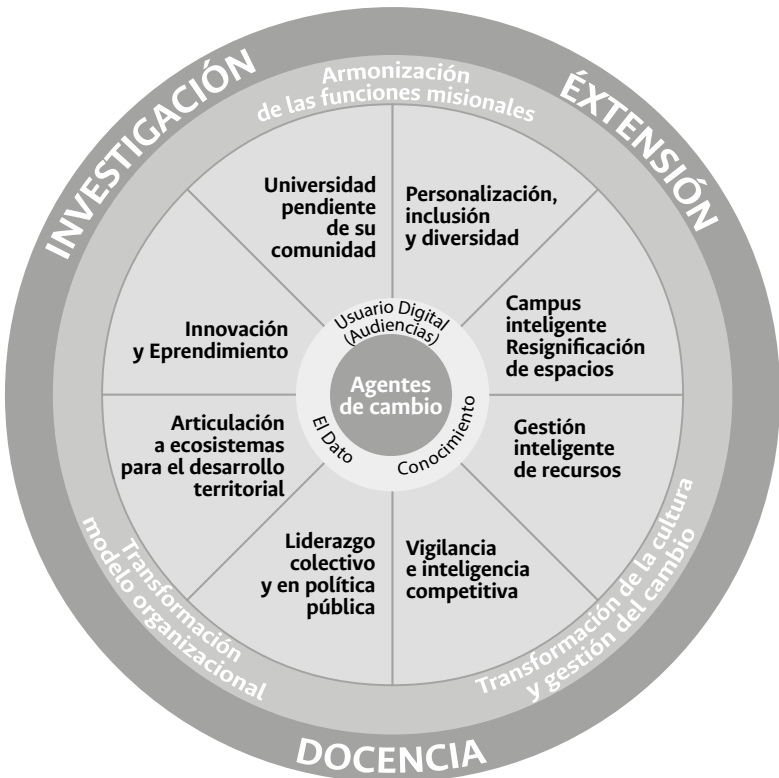 INVESTIGACIÓN
ÉXTENSIÓN
DOCENCIA
Armonización
de las funciones misionales
Transformación
modelo organizacional
Transformación de la cultura
y gestión del cambio
Universidad
pendiente
de su
comunidad
Personalización,
inclusión
y diversidad
Innovación
y Eprendimiento
Campus
inteligente
Resignificación
de espacios
Articulación
a ecosistemas
para el desarrollo
territorial
Gestión
inteligente
de recursos
Liderazgo
colectivo
y en política
pública
Vigilancia
e inteligencia
competitiva
Usuario Digital
(Audiencias)
El Dato
Conocimiento
Agentes
de cambio